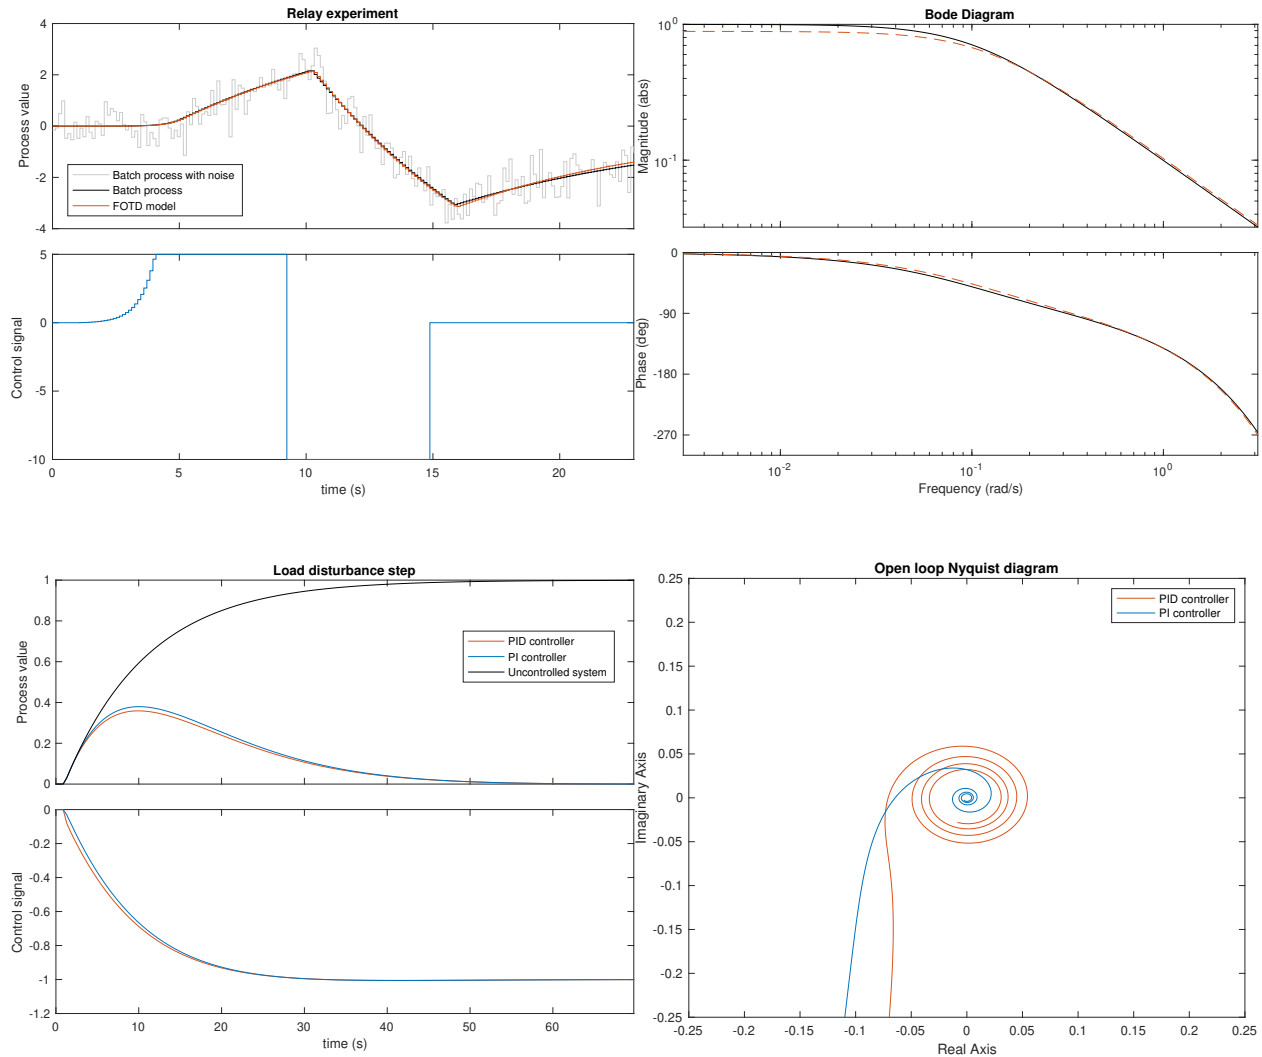 Relay experiment
4
2
0
-2
-4
Process value
Batch process with noise
Batch process
FOTD model
5
0
-5
-10
Control signal
0
5
10
15
20
time (s)
Bode Diagram
10^0
10^-1
Magnitude (abs)
0
-90
-180
-270
Phase (deg)
10^-2
10^-1
10^0
Frequency (rad/s)
Load disturbance step
1
0.8
0.6
0.4
0.2
0
Process value
PID controller
PI controller
Uncontrolled system
0
-0.2
-0.4
-0.6
-0.8
-1
-1.2
Control signal
0
10
20
30
40
50
60
time (s)
Open loop Nyquist diagram
0.25
0.2
0.15
0.1
0.05
0
-0.05
-0.1
-0.15
-0.2
-0.25
Imaginary Axis
PID controller
PI controller
-0.25
-0.2
-0.15
-0.1
-0.05
0
0.05
0.1
0.15
0.2
0.25
Real Axis